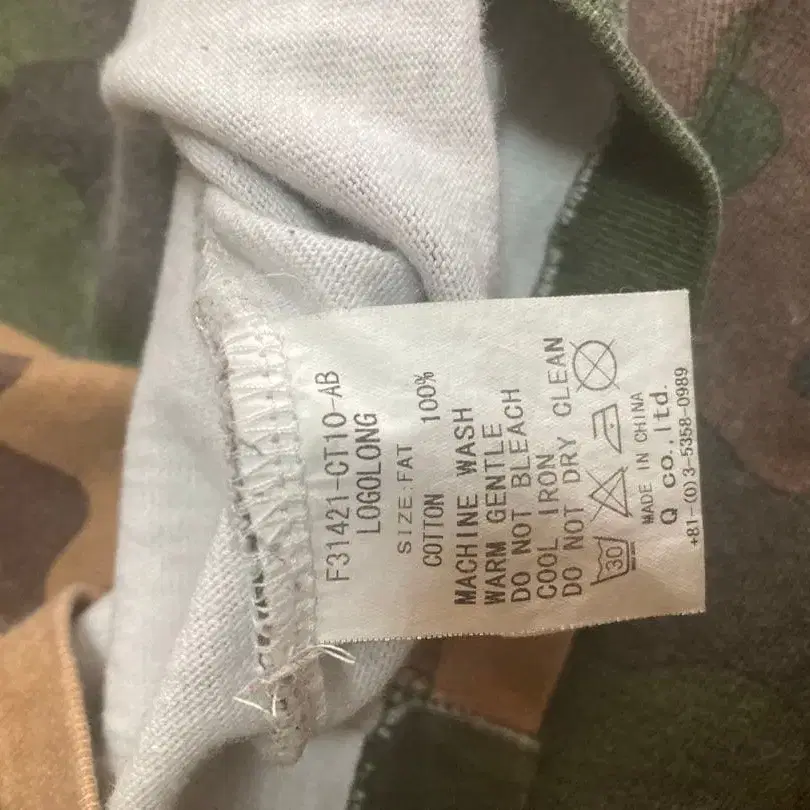 F31421-CT10-AB
LOGOLONG
SIZE:FAT
COTTON 100%
MACHINE WASH
WARM GENTLE
DO NOT BLEACH
COOL IRON
DO NOT DRY CLEAN
30
MADE IN CHINA
Q co.,ltd.
+81-(0)3-5358-0989